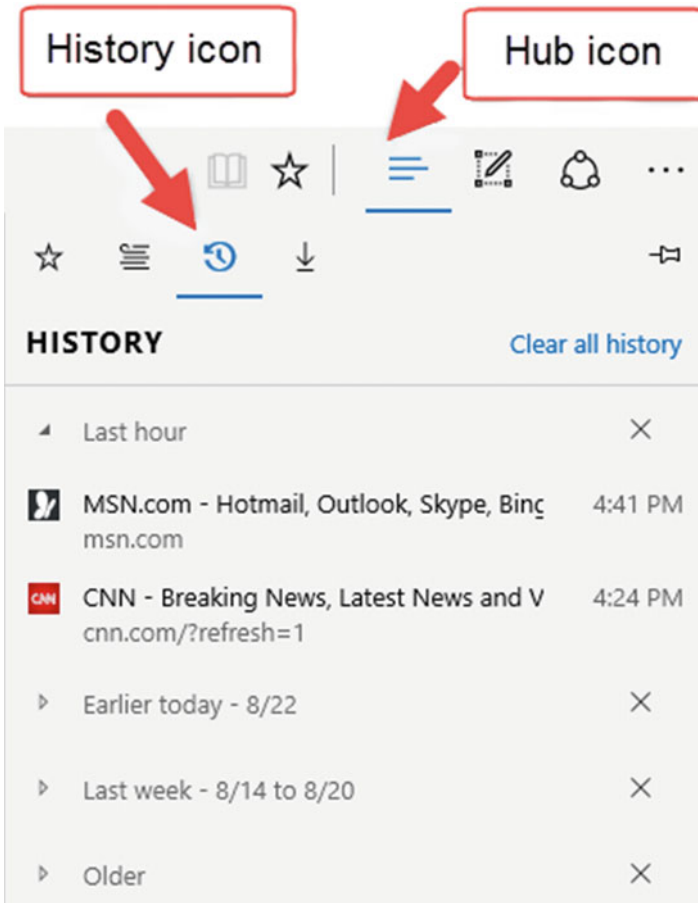 History icon
Hub icon
HISTORY
Clear all history
Last hour
MSN.com - Hotmail, Outlook, Skype, Bing
4:41 PM
msn.com
CNN
CNN - Breaking News, Latest News and V
4:24 PM
cnn.com/?refresh=1
Earlier today - 8/22
Last week - 8/14 to 8/20
Older